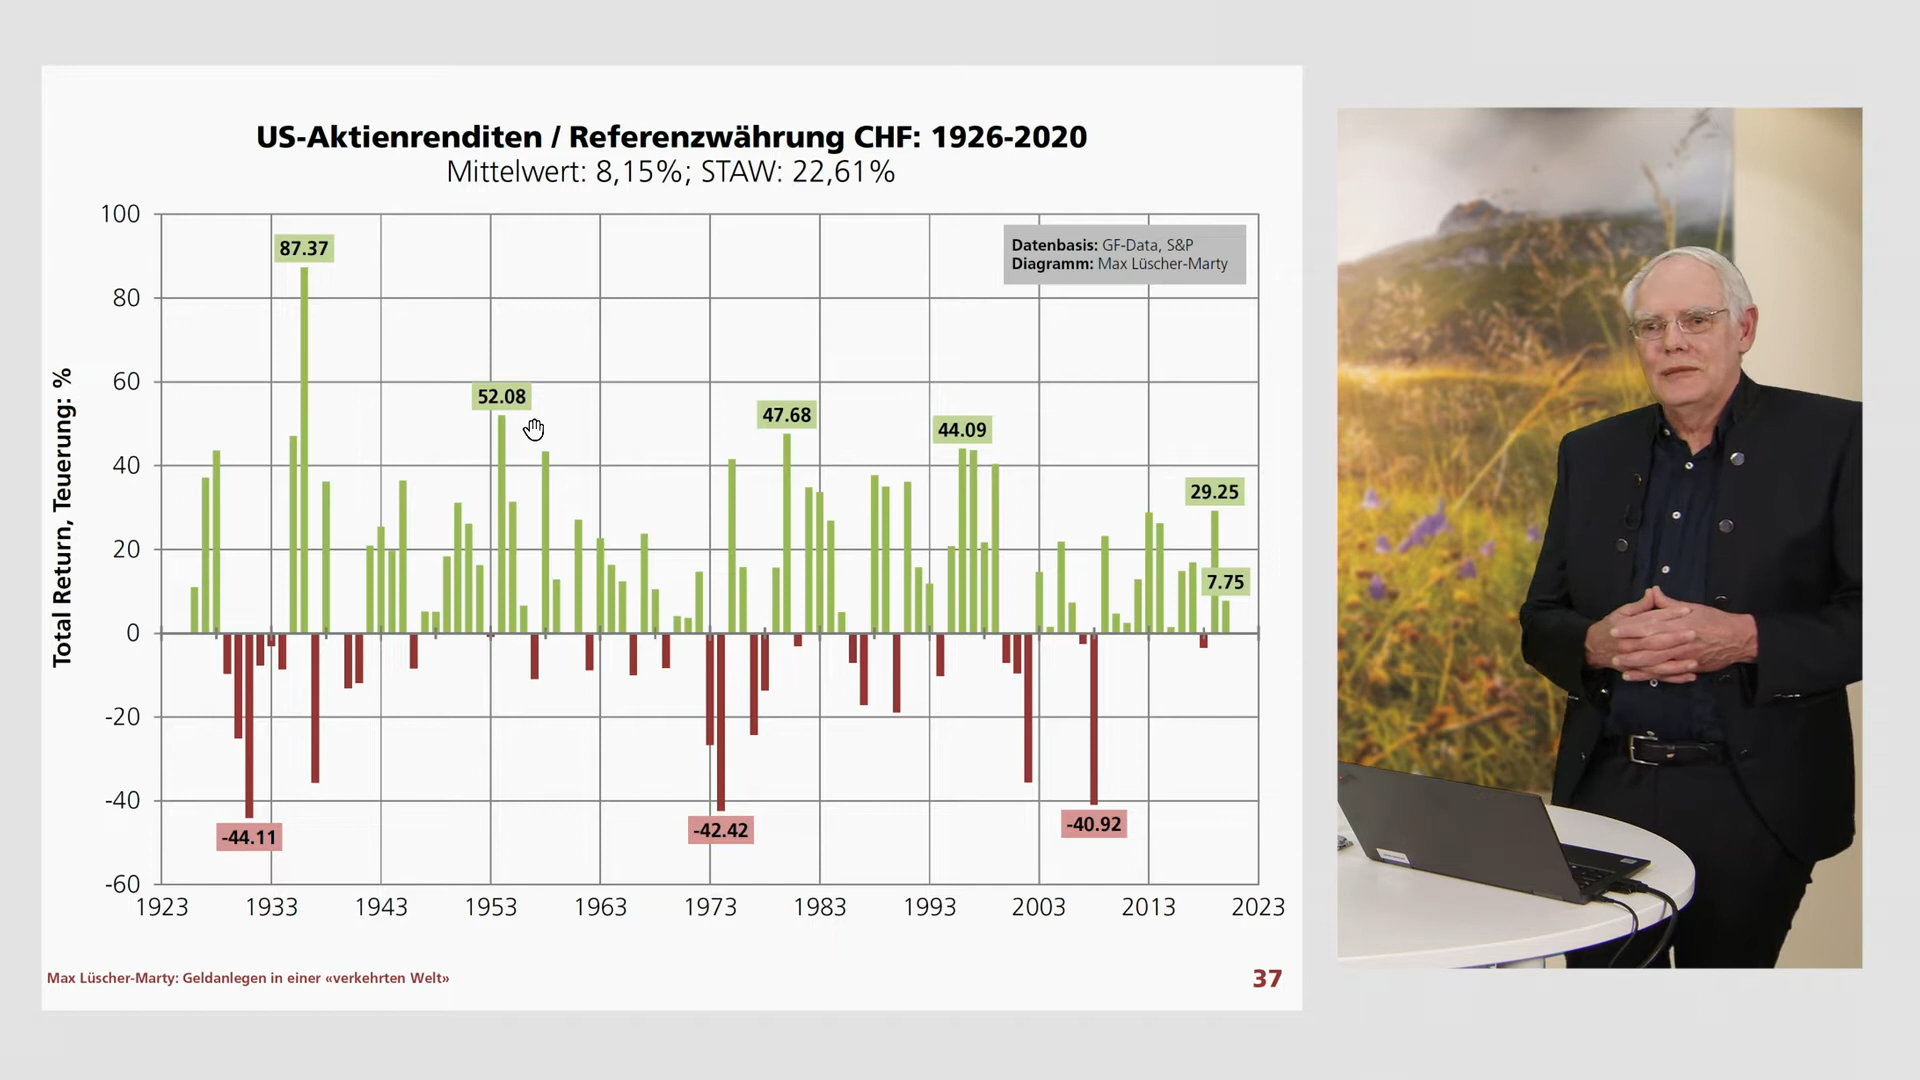 US-Aktienrenditen / Referenzwährung CHF: 1926-2020
Mittelwert: 8,15%; STAW: 22,61%
Total Return, Teuerung: %
100
80
60
40
20
0
-20
-40
-60
87.37
52.08
47.68
44.09
29.25
7.75
-44.11
-42.42
-40.92
Datenbasis: GF-Data, S&P
Diagramm: Max Lüscher-Marty
1923 1933 1943 1953 1963 1973 1983 1993 2003 2013 2023
Max Lüscher-Marty: Geldanlegen in einer «verkehrten Welt»
37